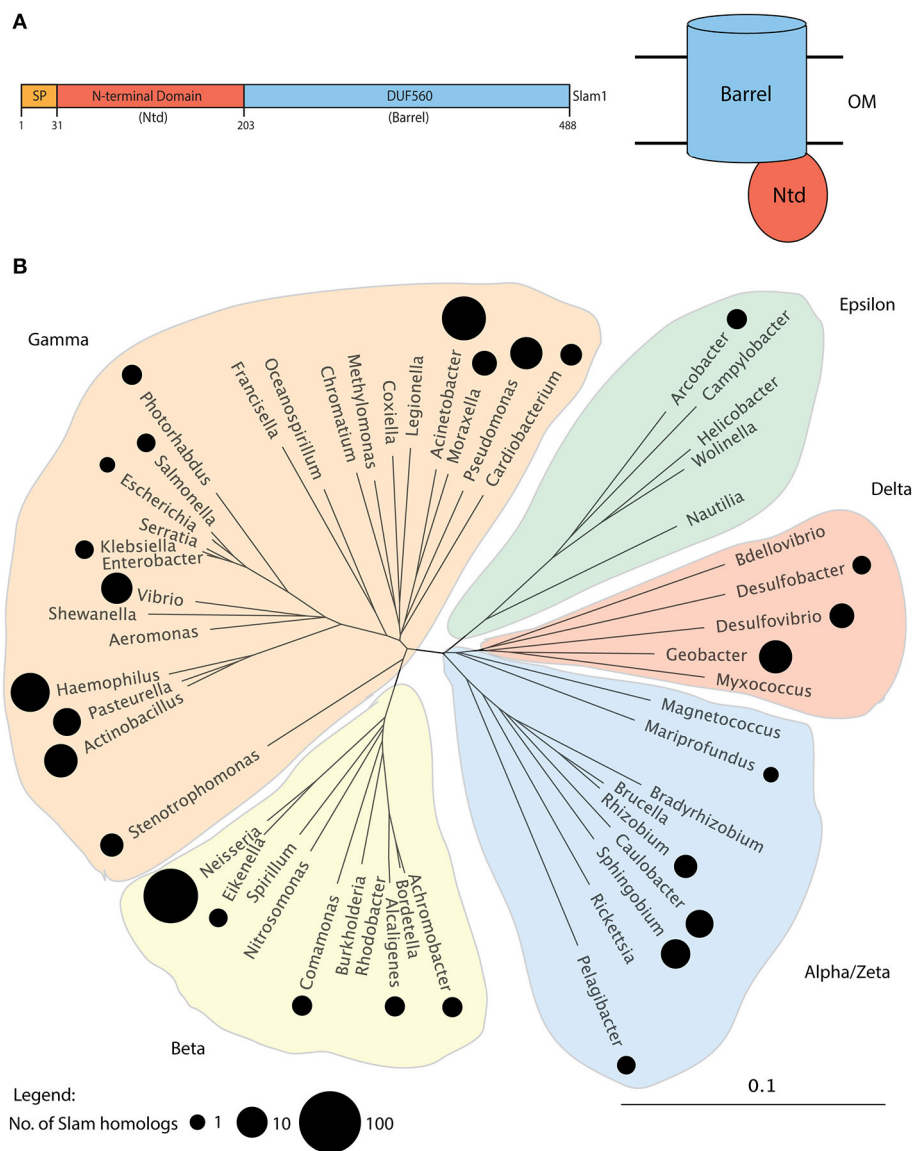 A
SP
N-terminal Domain
DUF560
Slam1
(Ntd)
(Barrel)
1
31
203
488
Barrel
OM
Ntd
B
Gamma
Photorhabdus
Salmonella
Escherichia
Serratia
Klebsiella
Enterobacter
Vibrio
Shewanella
Aeromonas
Haemophilus
Pasteurella
Actinobacillus
Stenotrophomonas
Francisella
Oceanospirillum
Chromatium
Methylomonas
Coxiella
Legionella
Acinetobacter
Moraxella
Pseudomonas
Cardiobacterium
Epsilon
Arcobacter
Campylobacter
Helicobacter
Wolinella
Nautilia
Delta
Bdellovibrio
Desulfobacter
Desulfovibrio
Geobacter
Myxococcus
Magnetococcus
Mariprofundus
Bradyrhizobium
Brucella
Rhizobium
Caulobacter
Sphingobium
Rickettsia
Pelagibacter
Alpha/Zeta
Neisseria
Eikenella
Spirillum
Nitrosomonas
Comamonas
Burkholderia
Rhodobacter
Alcaligenes
Bordetella
Achromobacter
Beta
0.1
Legend:
No. of Slam homologs 1 10 100